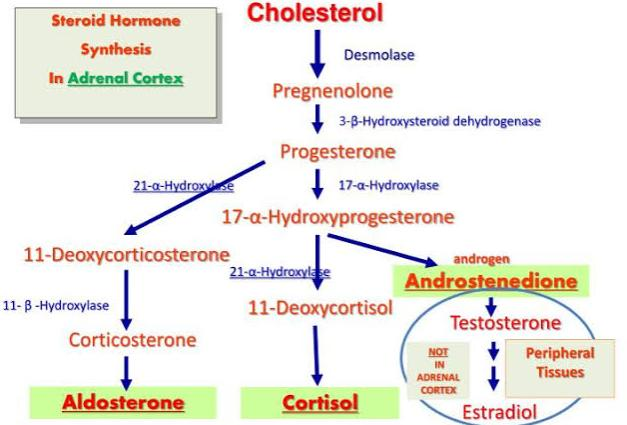 Steroid Hormone
Synthesis
In Adrenal Cortex
Cholesterol
Desmolase
Pregnenolone
3-β-Hydroxysteroid dehydrogenase
Progesterone
21-α-Hydroxylase
17-α-Hydroxylase
17-α-Hydroxyprogesterone
11-Deoxycorticosterone
21-α-Hydroxylase
androgen
Androstenedione
11- β -Hydroxylase
11-Deoxycortisol
Testosterone
Corticosterone
NOT
IN
ADRENAL
CORTEX
Peripheral
Tissues
Aldosterone
Cortisol
Estradiol